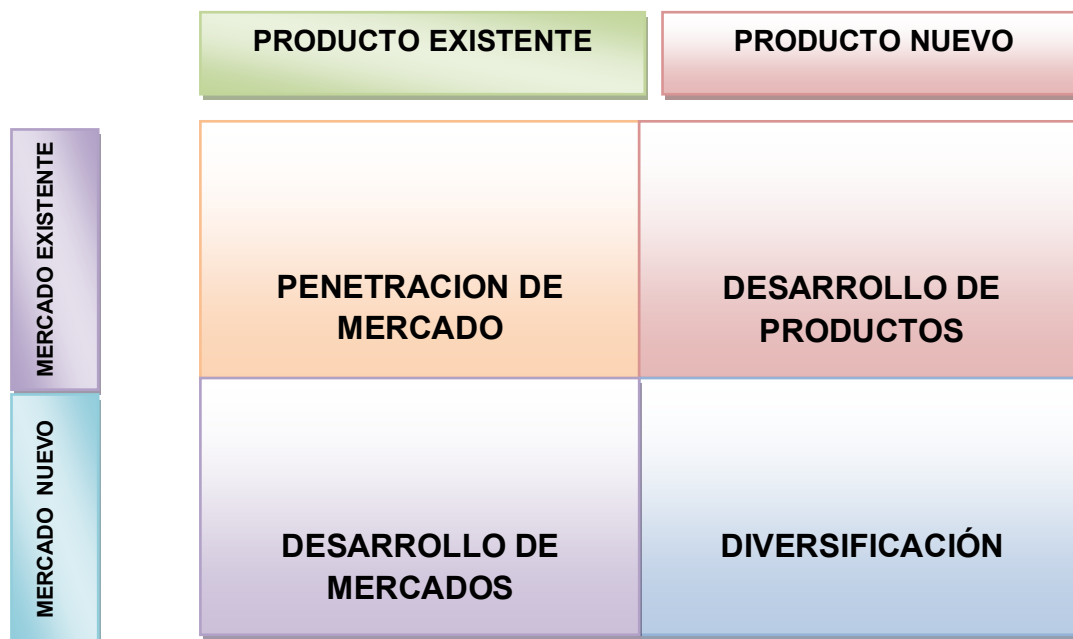 PRODUCTO EXISTENTE
PRODUCTO NUEVO
MERCADO EXISTENTE
PENETRACION DE
MERCADO
DESARROLLO DE
PRODUCTOS
MERCADO NUEVO
DESARROLLO DE
MERCADOS
DIVERSIFICACIÓN